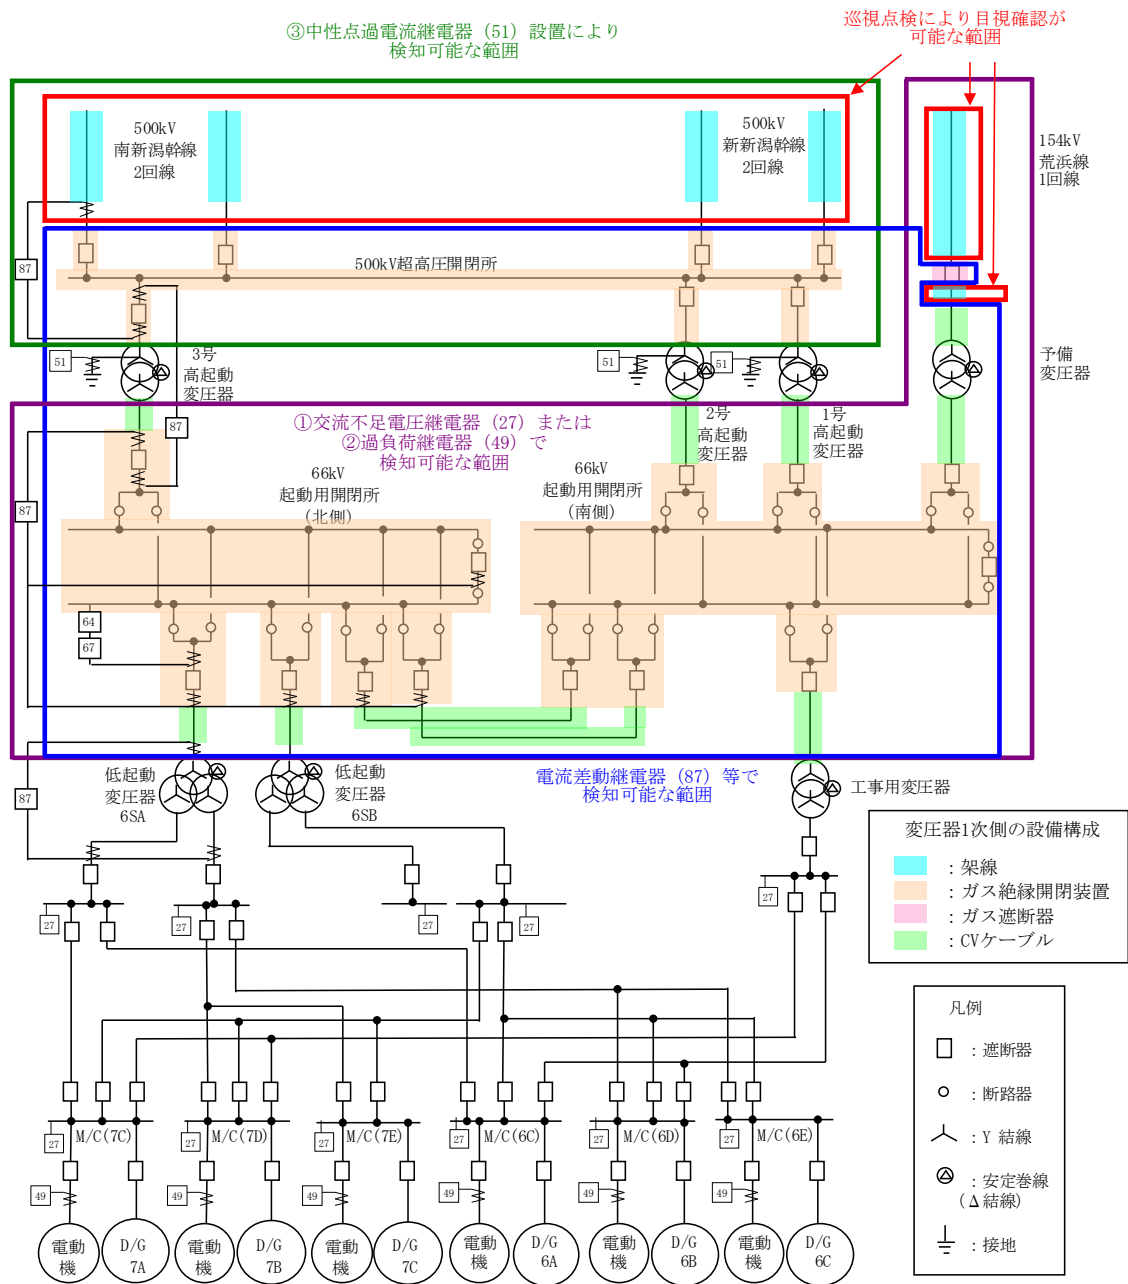 ③中性点過電流継電器（51）設置により
検知可能な範囲
巡視点検により目視確認が
可能な範囲
500kV
南新潟幹線
2回線
500kV
新新潟幹線
2回線
154kV
荒浜線
1回線
87
500kV超高圧開閉所
51
3号
高起動
変圧器
51
51
予備
変圧器
87
2号
高起動
変圧器
1号
高起動
変圧器
①交流不足電圧継電器（27）または
②過負荷継電器（49）で
検知可能な範囲
87
66kV
起動用開閉所
（北側）
66kV
起動用開閉所
（南側）
64
67
低起動
変圧器
6SA
低起動
変圧器
6SB
電流差動継電器（87）等で
検知可能な範囲
工事用変圧器
87
変圧器1次側の設備構成
：架線
：ガス絶縁開閉装置
：ガス遮断器
：CVケーブル
27
27
27
27
27
凡例
：遮断器
：断路器
：Y 結線
：安定巻線
（Δ結線）
：接地
27
M/C(7C)
27
M/C(7D)
27
M/C(7E)
27
M/C(6C)
27
M/C(6D)
27
M/C(6E)
49
49
49
49
49
49
電動
機
D/G
7A
電動
機
D/G
7B
電動
機
D/G
7C
電動
機
D/G
6A
電動
機
D/G
6B
電動
機
D/G
6C